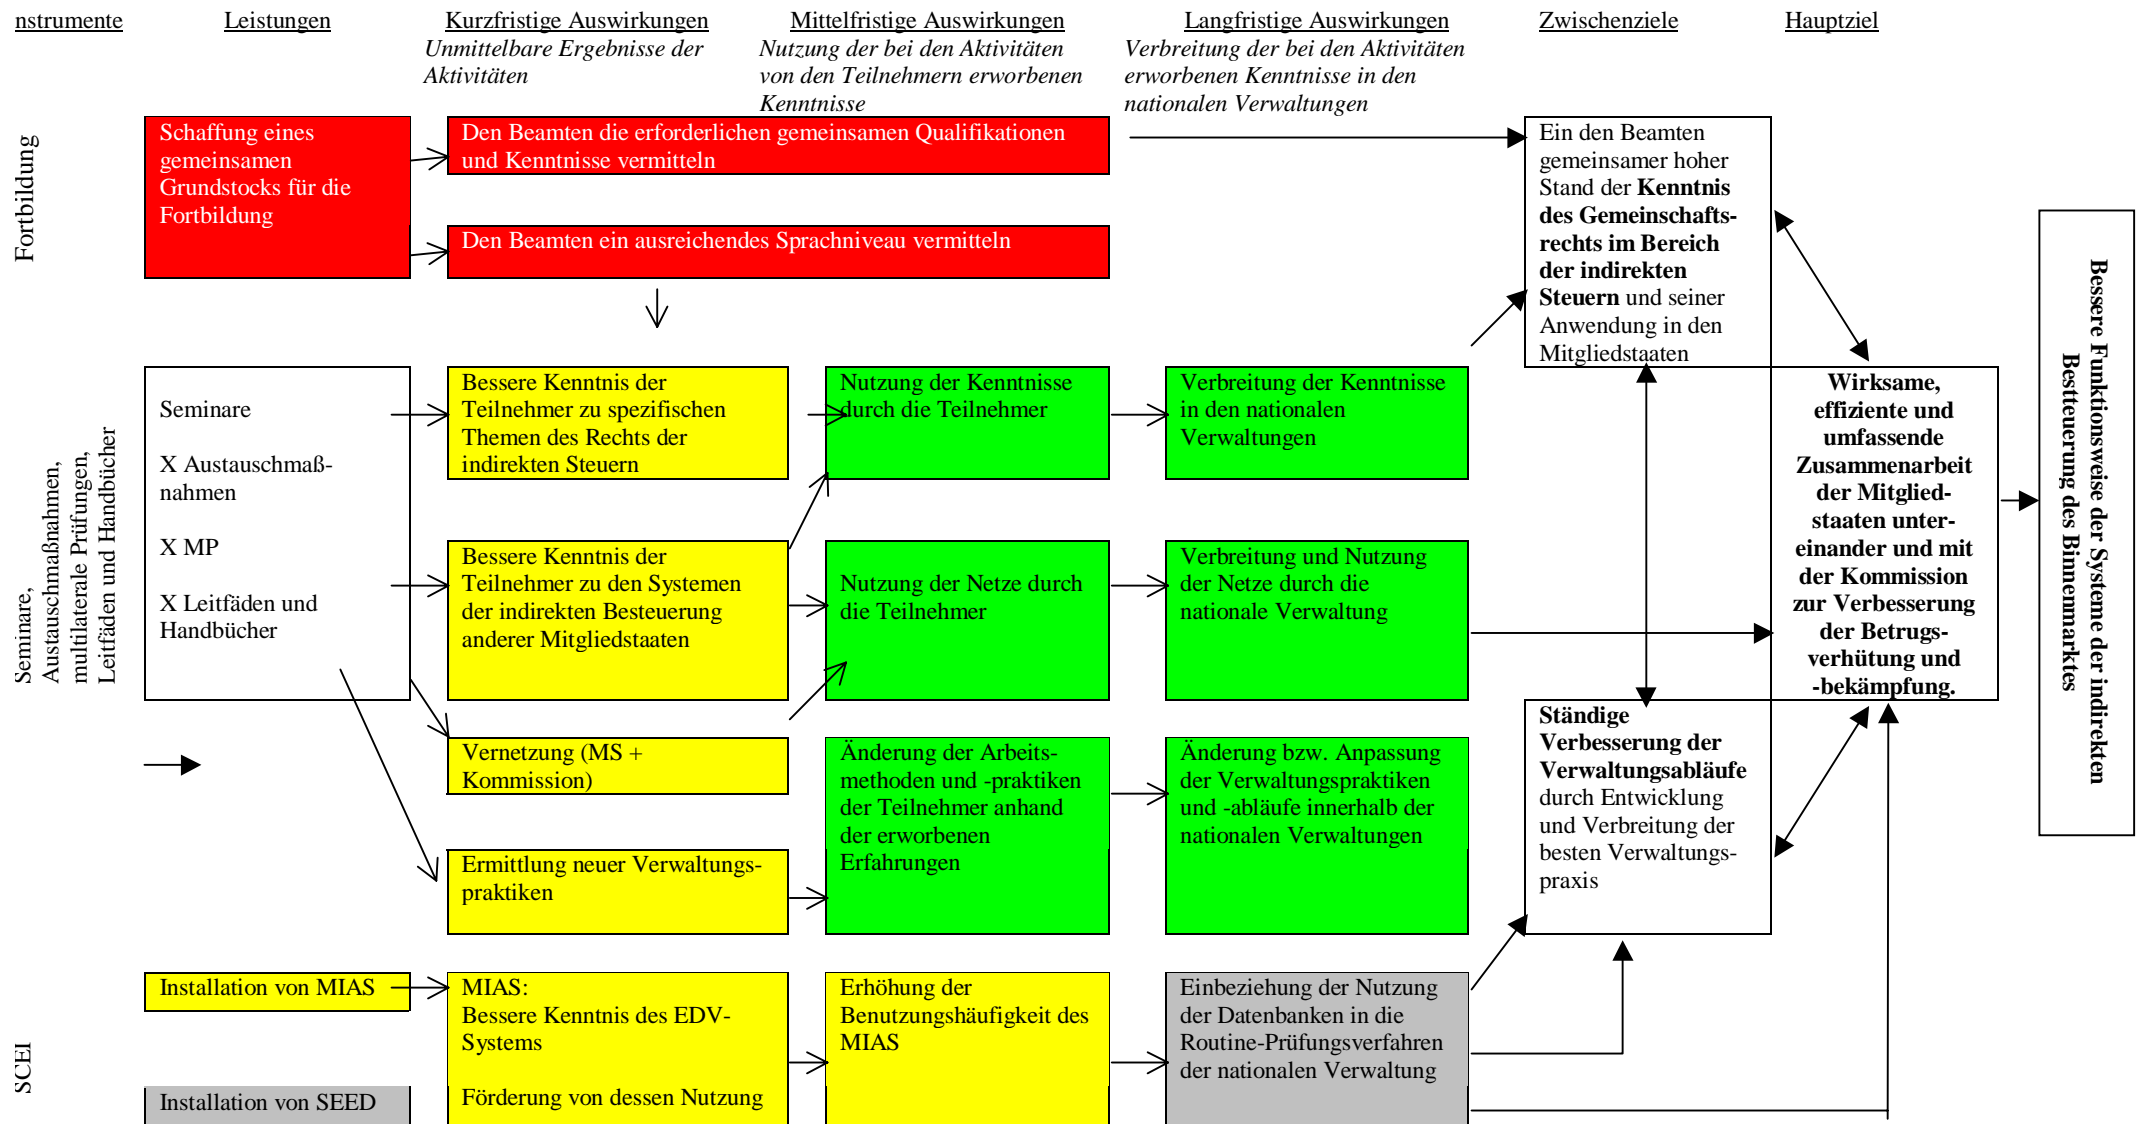 nstrumente
Leistungen
Kurzfristige Auswirkungen
Unmittelbare Ergebnisse der
Aktivitäten
Mittelfristige Auswirkungen
Nutzung der bei den Aktivitäten
von den Teilnehmern erworbenen
Kenntnisse
Langfristige Auswirkungen
Verbreitung der bei den Aktivitäten
erworbenen Kenntnisse in den
nationalen Verwaltungen
Zwischenziele
Hauptziel
Fortbildung
Schaffung eines
gemeinsamen
Grundstocks für die
Fortbildung
Den Beamten die erforderlichen gemeinsamen Qualifikationen
und Kenntnisse vermitteln
Den Beamten ein ausreichendes Sprachniveau vermitteln
Ein den Beamten
gemeinsamer hoher
Stand der Kenntnis
des Gemeinschafts-
rechts im Bereich
der indirekten
Steuern und seiner
Anwendung in den
Mitgliedstaaten
Seminare,
Austauschmaßnahmen,
multilaterale Prüfungen,
Leitfäden und Handbücher
Seminare
X Austauschmaß-
nahmen
X MP
X Leitfäden und
Handbücher
Bessere Kenntnis der
Teilnehmer zu spezifischen
Themen des Rechts der
indirekten Steuern
Nutzung der Kenntnisse
durch die Teilnehmer
Verbreitung der Kenntnisse
in den nationalen
Verwaltungen
Bessere Kenntnis der
Teilnehmer zu den Systemen
der indirekten Besteuerung
anderer Mitgliedstaaten
Nutzung der Netze durch
die Teilnehmer
Verbreitung und Nutzung
der Netze durch die
nationale Verwaltung
Vernetzung (MS +
Kommission)
Änderung der Arbeits-
methoden und -praktiken
der Teilnehmer anhand
der erworbenen
Erfahrungen
Änderung bzw. Anpassung
der Verwaltungspraktiken
und -abläufe innerhalb der
nationalen Verwaltungen
Ermittlung neuer Verwaltungs-
praktiken
Ständige
Verbesserung der
Verwaltungsabläufe
durch Entwicklung
und Verbreitung der
besten Verwaltungs-
praxis
Wirksame,
effiziente und
umfassende
Zusammenarbeit
der Mitglied-
staaten unter-
einander und mit
der Kommission
zur Verbesserung
der Betrugs-
verhütung und
-bekämpfung.
Bessere Funktionsweise der Systeme der indirekten
Bestteuerung des Binnenmarktes
SCEI
Installation von MIAS
Installation von SEED
MIAS:
Bessere Kenntnis des EDV-
Systems
Förderung von dessen Nutzung
Erhöhung der
Benutzungshäufigkeit des
MIAS
Einbeziehung der Nutzung
der Datenbanken in die
Routine-Prüfungsverfahren
der nationalen Verwaltung